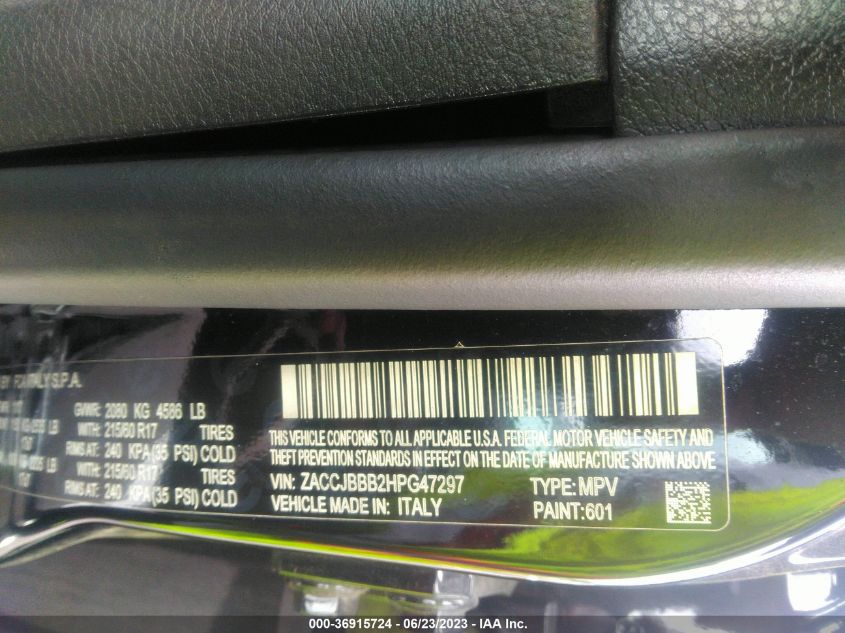 S.P.A.
GVWR: 2080 KG 4586 LB
WITH: 215/60 R17 TIRES
RIMS AT: 240 KPA (35 PSI) COLD
WITH: 215/60 R17 TIRES
RIMS AT: 240 KPA (35 PSI) COLD
THIS VEHICLE CONFORMS TO ALL APPLICABLE U.S.A. FEDERAL MOTOR VEHICLE SAFETY AND
THEFT PREVENTION STANDARDS IN EFFECT ON THE DATE OF MANUFACTURE SHOWN ABOVE
VIN: ZACCJBBB2HPG47297 TYPE: MPV
VEHICLE MADE IN: ITALY PAINT:601
000-36915724 - 06/23/2023 - IAA Inc.